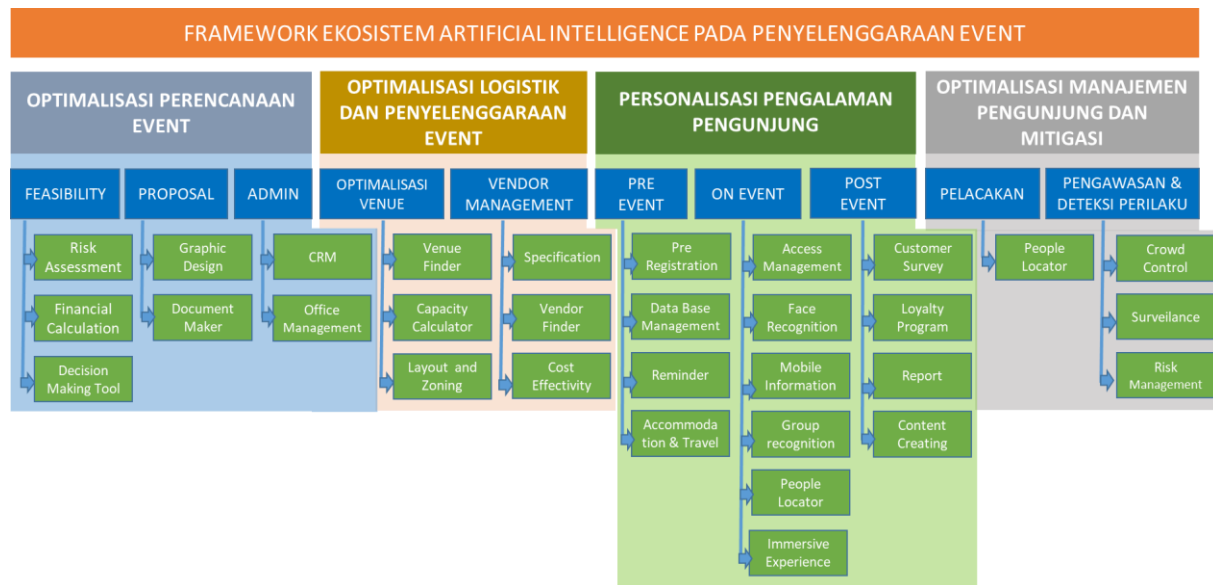 FRAMEWORK EKOSISTEM ARTIFICIAL INTELLIGENCE PADA PENYELENGGARAAN EVENT
OPTIMALISASI PERENCANAAN
EVENT
FEASIBILITY
Risk
Assessment
Financial
Calculation
Decision
Making Tool
PROPOSAL
Graphic
Design
Document
Maker
ADMIN
CRM
Office
Management
OPTIMALISASI LOGISTIK
DAN PENYELENGGARAAN
EVENT
OPTIMALISASI
VENUE
Venue
Finder
Capacity
Calculator
Layout and
Zoning
VENDOR
MANAGEMENT
Specification
Vendor
Finder
Cost
Effectivity
PERSONALISASI PENGALAMAN
PENGUNJUNG
PRE
EVENT
Pre
Registration
Data Base
Management
Reminder
Accommoda
tion & Travel
ON EVENT
Access
Management
Face
Recognition
Mobile
Information
Group
recognition
People
Locator
Immersive
Experience
POST
EVENT
Customer
Survey
Loyalty
Program
Report
Content
Creating
OPTIMALISASI MANAJEMEN
PENGUNJUNG DAN
MITIGASI
PELACAKAN
People
Locator
PENGAWASAN &
DETEKSI PERILAKU
Crowd
Control
Surveilance
Risk
Management